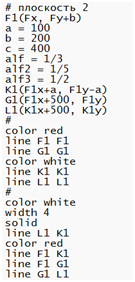 # плоскость 2
F1(Fx, Fy+b)
a = 100
b = 200
c = 400
alf = 1/3
alf2 = 1/5
alf3 = 1/2
K1(F1x+a, F1y-a)
G1(F1x+500, F1y)
L1(K1x+500, K1y)
#
color red
line F1 F1
line G1 G1
color white
line K1 K1
line L1 L1
#
color white
width 4
solid
line L1 K1
color red
line F1 K1
line F1 G1
line G1 L1